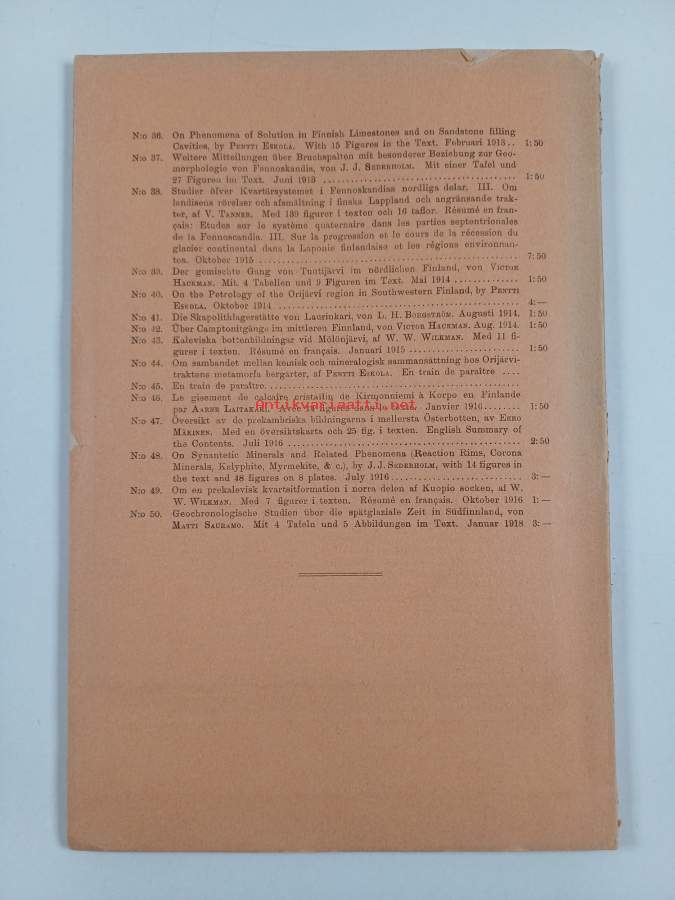 N:o 36. On Phenomena of Solution in Finnish Limestones and on Sandstone filling
Cavities, by PENTTI ESKOLA. With 15 Figures in the Text. Februari 1913 .. 1:50
N:o 37. Weitere Mitteilungen über Bruchspalten mit besonderer Beziehung zur Geo-
morphologie von Fennoskandia, von J. J. SEDERHOLM. Mit einer Tafel und
27 Figuren im Text. Juni 1913 .......... 1:50
N:o 38. Studier öfver Kvartärsystemet i Fennoskandias nordliga delar. III. Om
landisens rörelser och afsmältning i finska Lappland och angränsande trak-
ter, af V. TANNER. Med 139 figurer i texten och 16 taflor. Résumé en fran-
çais: Etudes sur le système quaternaire dans les parties septentrionales
de la Fennoscandia. III. Sur la progression et le cours de la récession du
glacier continental dans la Laponie finlandaise et les régions environnan-
tes. Oktober 1915 .......... 7:50
N:o 39. Der gemischte Gang von Tuutijärvi im nördlichen Finland, von VICTOR
HACKMAN. Mit. 4 Tabellen und 9 Figuren im Text. Mai 1914 .......... 1:50
N:o 40. On the Petrology of the Orijärvi region in Southwestern Finland, by PENTTI
ESKOLA. Oktober 1914 .......... 4:—
N:o 41. Die Skapolithlagerstätte von Laurinkari, von L. H. BORGSTRÖM. Augusti 1914. 1:50
N:o 42. Über Camptonitgänge im mittleren Finnland, von VICTOR HACKMAN. Aug. 1914. 1:50
N:o 43. Kaleviska bottenbildningar vid Mölönjärvi, af W. W. WILKMAN. Med 11 fi-
gurer i texten. Résumé en français. Januari 1915 .......... 1:50
N:o 44. Om sambandet mellan kemisk och mineralogisk sammansättning hos Orijärvi-
traktens metamorfa bergarter, af PENTTI ESKOLA. En train de paraître ....
N:o 45. En train de paraître.
N:o 46. Le gisement de calcaire cristallin de Kirmonniemi à Korpo en Finlande
antikvariaatti.net
par AARNE LAITAKARI. Avec 14 figures dans le texte. Janvier 1916 ........ 1:50
N:o 47. Översikt av de prekambriska bildningarna i mellersta Österbotten, av EERO
MÄKINEN. Med en översiktskarta och 25 fig. i texten. English Summary of
the Contents. Juli 1916 .......... 2:50
N:o 48. On Synantetic Minerals and Related Phenomena (Reaction Rims, Corona
Minerals, Kelyphite, Myrmekite, & c.), by J. J. SEDERHOLM, with 14 figures in
the text and 48 figures on 8 plates. July 1916 .......... 3:—
N:o 49. Om en prekalevisk kvartsitformation i norra delen af Kuopio socken, af W.
W. WILKMAN. Med 7 figurer i texten. Résumé en français. Oktober 1916 1:—
N:o 50. Geochronologische Studien über die spätglaziale Zeit in Südfinnland, von
MATTI SAURAMO. Mit 4 Tafeln und 5 Abbildungen im Text. Januar 1918 3:—